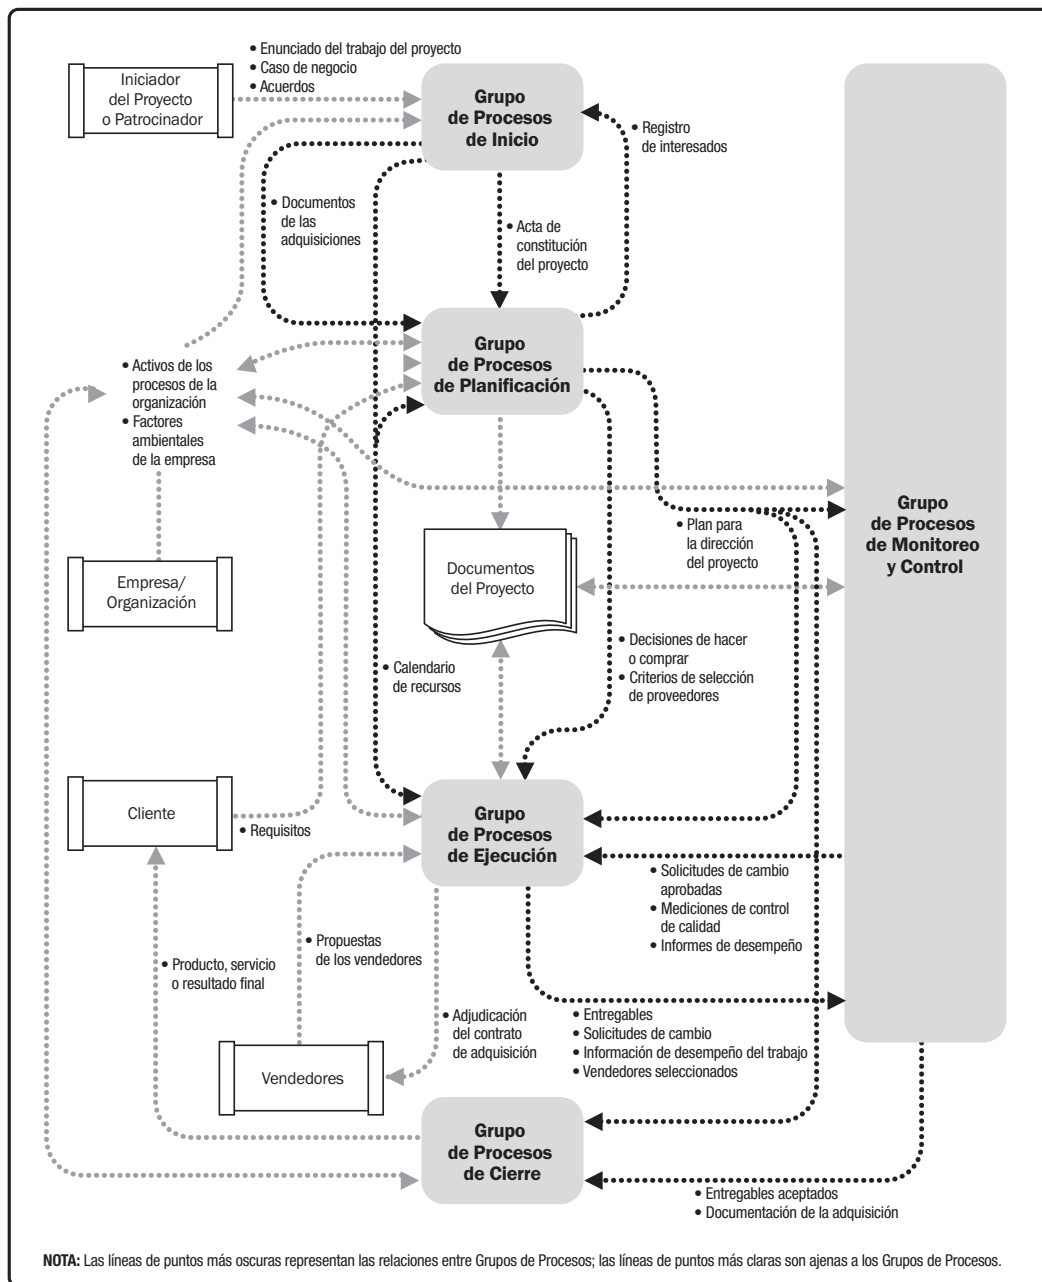 • Enunciado del trabajo del proyecto
• Caso de negocio
• Acuerdos
Iniciador
del Proyecto
o Patrocinador
Grupo
de Procesos
de Inicio
• Registro
de interesados
• Documentos
de las
adquisiciones
• Acta de
constitución
del proyecto
Grupo
de Procesos
de Planificación
• Activos de los
procesos de la
organización
• Factores
ambientales
de la empresa
Grupo
de Procesos
de Monitoreo
y Control
• Plan para
la dirección
del proyecto
Empresa/
Organización
Documentos
del Proyecto
• Decisiones de hacer
o comprar
• Criterios de selección
de proveedores
• Calendario
de recursos
Cliente
• Requisitos
Grupo
de Procesos
de Ejecución
• Solicitudes de cambio
aprobadas
• Mediciones de control
de calidad
• Informes de desempeño
• Propuestas
de los vendedores
• Producto, servicio
o resultado final
• Adjudicación
del contrato
de adquisición
• Entregables
• Solicitudes de cambio
• Información de desempeño del trabajo
• Vendedores seleccionados
Vendedores
Grupo
de Procesos
de Cierre
• Entregables aceptados
• Documentación de la adquisición
NOTA: Las líneas de puntos más oscuras representan las relaciones entre Grupos de Procesos; las líneas de puntos más claras son ajenas a los Grupos de Procesos.